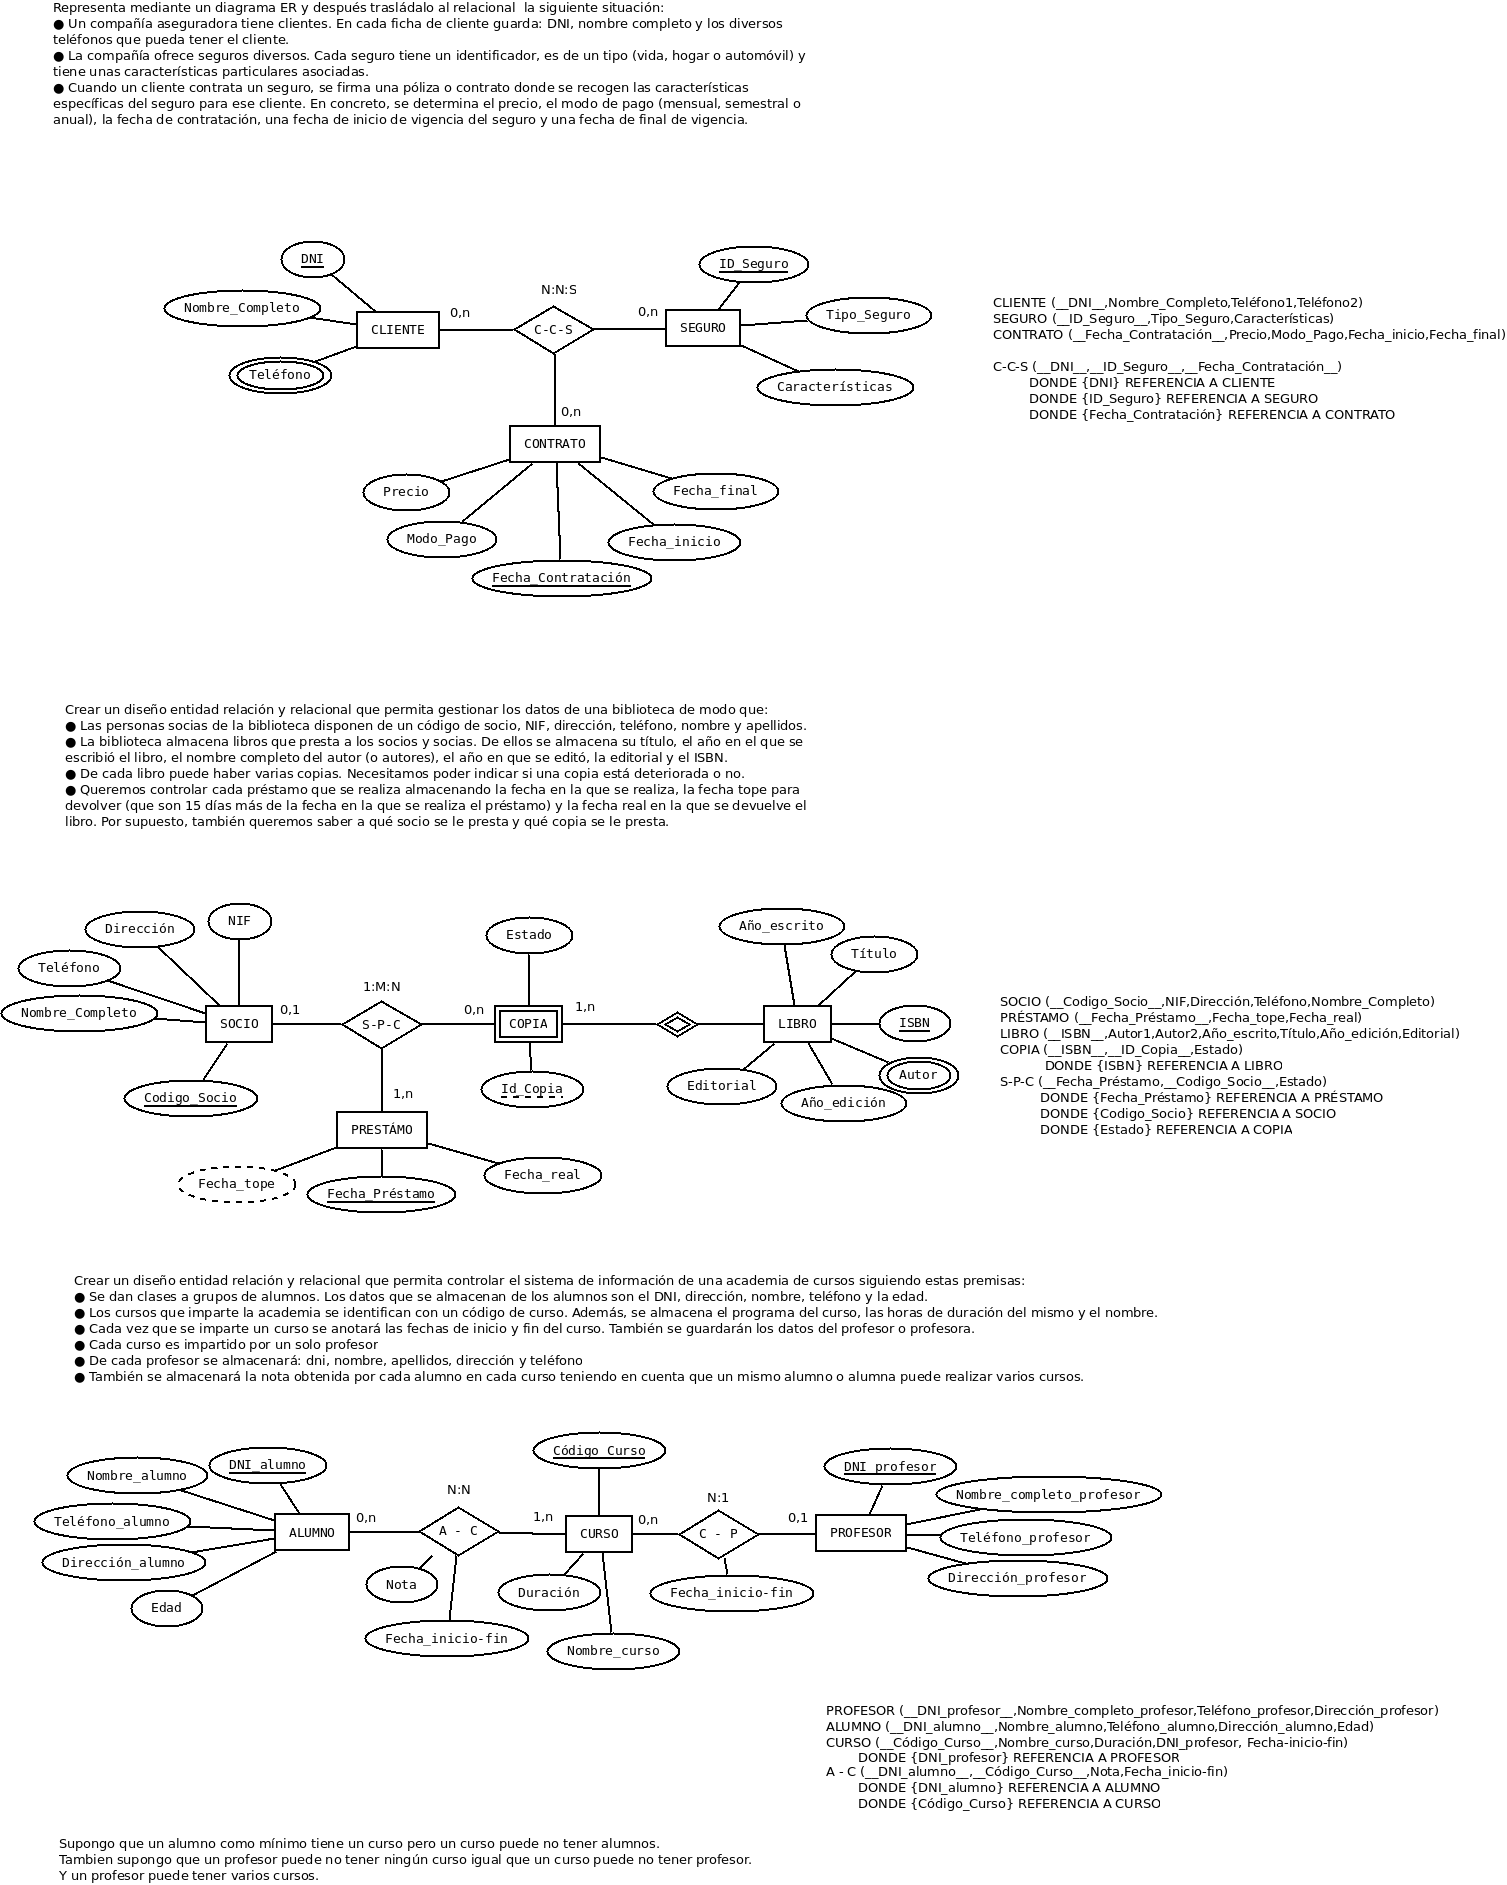 Representa mediante un diagrama ER y después trasládalo al relacional  la siguiente situación:
● Un compañía aseguradora tiene clientes. En cada ficha de cliente guarda: DNI, nombre completo y los diversos
teléfonos que pueda tener el cliente.
● La compañía ofrece seguros diversos. Cada seguro tiene un identificador, es de un tipo (vida, hogar o automóvil) y
tiene unas características particulares asociadas.
● Cuando un cliente contrata un seguro, se firma una póliza o contrato donde se recogen las características
específicas del seguro para ese cliente. En concreto, se determina el precio, el modo de pago (mensual, semestral o
anual), la fecha de contratación, una fecha de inicio de vigencia del seguro y una fecha de final de vigencia.
DNI
ID_Seguro
N:N:S
Nombre_Completo
0,n
0,n
Tipo_Seguro
CLIENTE
C-C-S
SEGURO
Teléfono
Características
0,n
CONTRATO
Precio
Fecha_final
Modo_Pago
Fecha_inicio
Fecha_Contratación
CLIENTE (__DNI__,Nombre_Completo,Teléfono1,Teléfono2)
SEGURO (__ID_Seguro__,Tipo_Seguro,Características)
CONTRATO (__Fecha_Contratación__,Precio,Modo_Pago,Fecha_inicio,Fecha_final)
C-C-S (__DNI__,__ID_Seguro__,__Fecha_Contratación__)
DONDE {DNI} REFERENCIA A CLIENTE
DONDE {ID_Seguro} REFERENCIA A SEGURO
DONDE {Fecha_Contratación} REFERENCIA A CONTRATO
Crear un diseño entidad relación y relacional que permita gestionar los datos de una biblioteca de modo que:
● Las personas socias de la biblioteca disponen de un código de socio, NIF, dirección, teléfono, nombre y apellidos.
● La biblioteca almacena libros que presta a los socios y socias. De ellos se almacena su título, el año en el que se
escribió el libro, el nombre completo del autor (o autores), el año en que se editó, la editorial y el ISBN.
● De cada libro puede haber varias copias. Necesitamos poder indicar si una copia está deteriorada o no.
● Queremos controlar cada préstamo que se realiza almacenando la fecha en la que se realiza, la fecha tope para
devolver (que son 15 días más de la fecha en la que se realiza el préstamo) y la fecha real en la que se devuelve el
libro. Por supuesto, también queremos saber a qué socio se le presta y qué copia se le presta.
Dirección
NIF
Estado
Año_escrito
Teléfono
Título
1:M:N
Nombre_Completo
0,1
0,n
1,n
SOCIO
S-P-C
COPIA
LIBRO
ISBN
Autor
Codigo_Socio
1,n
Id_Copia
Editorial
Año_edición
PRESTÁMO
Fecha_tope
Fecha_Préstamo
Fecha_real
SOCIO (__Codigo_Socio__,NIF,Dirección,Teléfono,Nombre_Completo)
PRÉSTAMO (__Fecha_Préstamo__,Fecha_tope,Fecha_real)
LIBRO (__ISBN__,Autor1,Autor2,Año_escrito,Título,Año_edición,Editorial)
COPIA (__ISBN__,__ID_Copia__,Estado)
DONDE {ISBN} REFERENCIA A LIBRO
S-P-C (__Fecha_Préstamo,__Codigo_Socio__,Estado)
DONDE {Fecha_Préstamo} REFERENCIA A PRÉSTAMO
DONDE {Codigo_Socio} REFERENCIA A SOCIO
DONDE {Estado} REFERENCIA A COPIA
Crear un diseño entidad relación y relacional que permita controlar el sistema de información de una academia de cursos siguiendo estas premisas:
● Se dan clases a grupos de alumnos. Los datos que se almacenan de los alumnos son el DNI, dirección, nombre, teléfono y la edad.
● Los cursos que imparte la academia se identifican con un código de curso. Además, se almacena el programa del curso, las horas de duración del mismo y el nombre.
● Cada vez que se imparte un curso se anotará las fechas de inicio y fin del curso. También se guardarán los datos del profesor o profesora.
● Cada curso es impartido por un solo profesor
● De cada profesor se almacenará: dni, nombre, apellidos, dirección y teléfono
● También se almacenará la nota obtenida por cada alumno en cada curso teniendo en cuenta que un mismo alumno o alumna puede realizar varios cursos.
Código_Curso
DNI_alumno
DNI_profesor
Nombre_alumno
N:N
N:1
Nombre_completo_profesor
Teléfono_alumno
0,n
1,n
0,n
0,1
ALUMNO
A - C
CURSO
C - P
PROFESOR
Teléfono_profesor
Dirección_alumno
Dirección_profesor
Nota
Duración
Fecha_inicio-fin
Edad
Fecha_inicio-fin
Nombre_curso
PROFESOR (__DNI_profesor__,Nombre_completo_profesor,Teléfono_profesor,Dirección_profesor)
ALUMNO (__DNI_alumno__,Nombre_alumno,Teléfono_alumno,Dirección_alumno,Edad)
CURSO (__Código_Curso__,Nombre_curso,Duración,DNI_profesor, Fecha-inicio-fin)
DONDE {DNI_profesor} REFERENCIA A PROFESOR
A - C (__DNI_alumno__,__Código_Curso__,Nota,Fecha_inicio-fin)
DONDE {DNI_alumno} REFERENCIA A ALUMNO
DONDE {Código_Curso} REFERENCIA A CURSO
Supongo que un alumno como mínimo tiene un curso pero un curso puede no tener alumnos.
Tambien supongo que un profesor puede no tener ningún curso igual que un curso puede no tener profesor.
Y un profesor puede tener varios cursos.